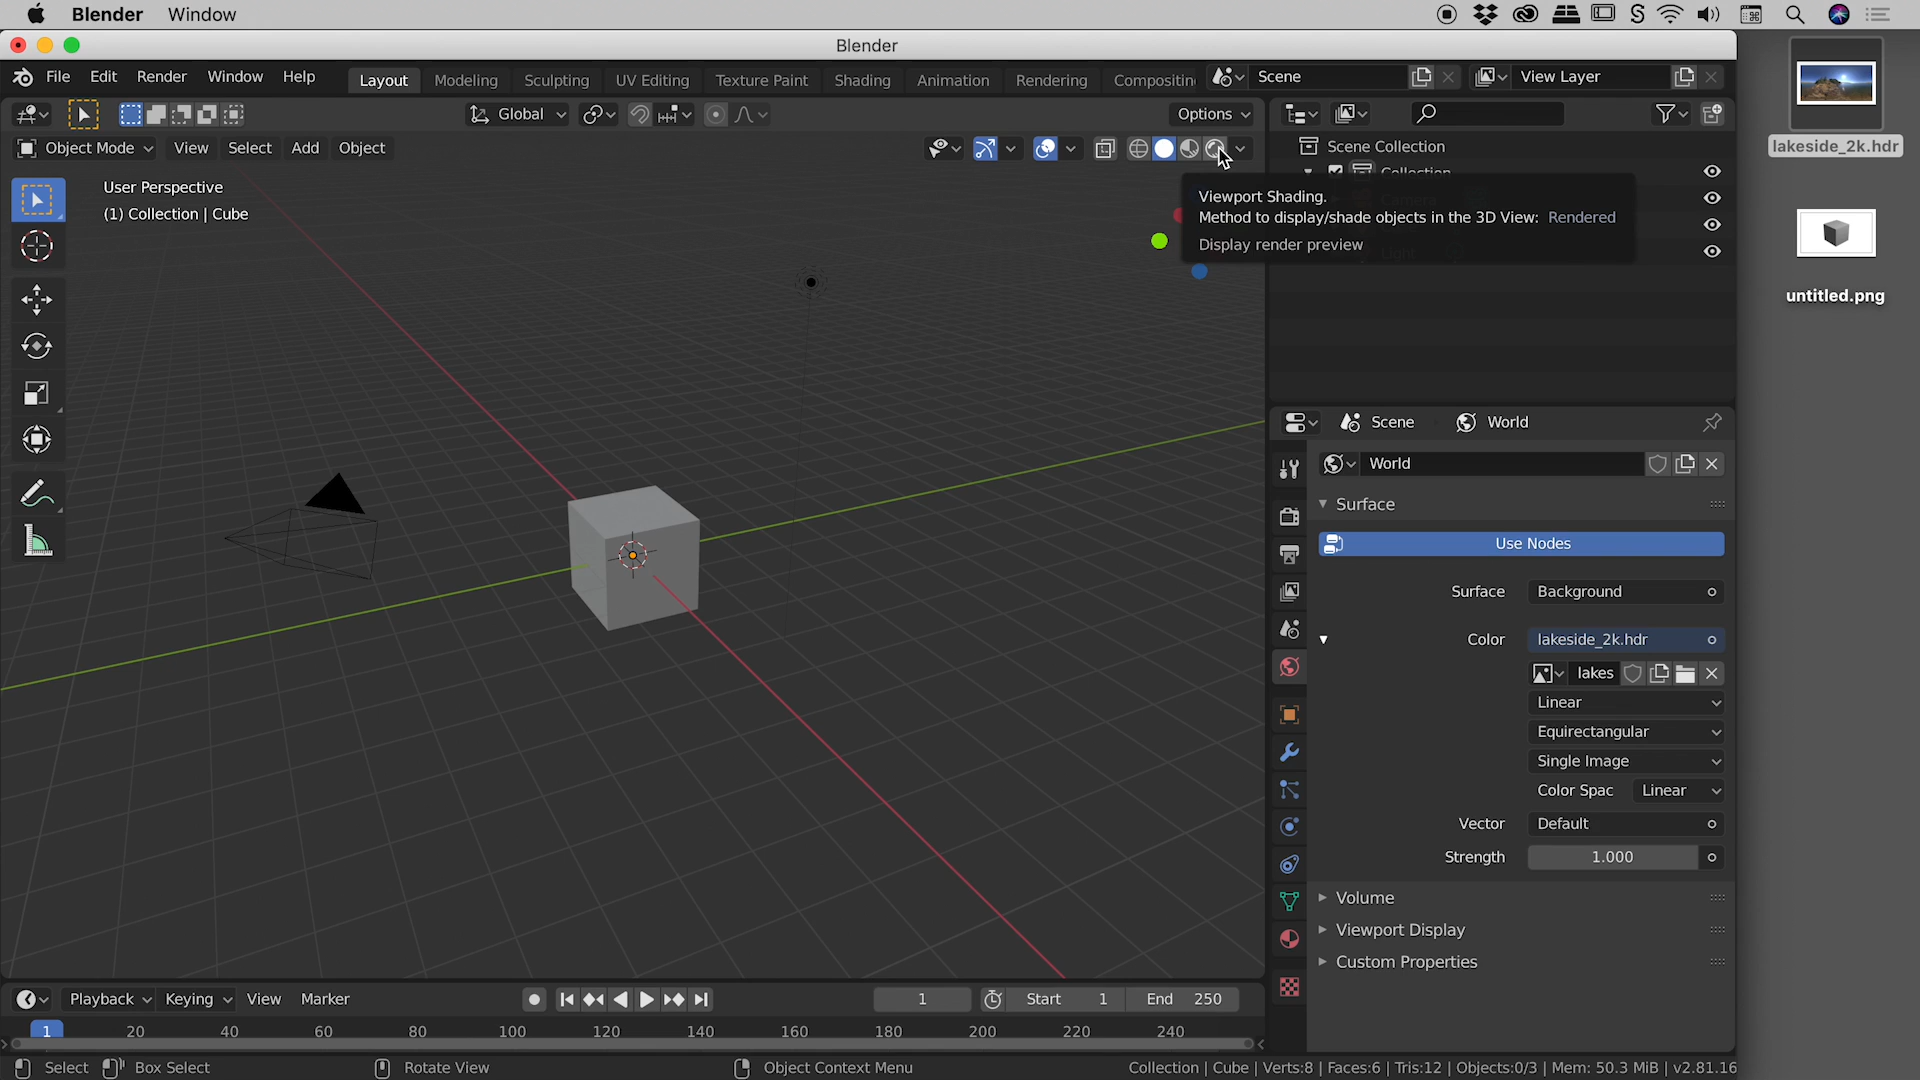 Blender Window
Blender
File Edit Render Window Help Layout Modeling Sculpting UV Editing Texture Paint Shading Animation Rendering Compositin Scene View Layer
Global Options
Object Mode View Select Add Object Scene Collection
Collection
User Perspective
(1) Collection | Cube
Viewport Shading.
Method to display/shade objects in the 3D View: Rendered
Display render preview
Light
lakeside_2k.hdr
untitled.png
Scene World
World
Surface
Use Nodes
Surface Background
Color lakeside_2k.hdr
lakes
Linear
Equirectangular
Single Image
Color Spac Linear
Vector Default
Strength 1.000
Volume
Viewport Display
Custom Properties
Playback Keying View Marker 1 Start 1 End 250
1 20 40 60 80 100 120 140 160 180 200 220 240
Select Box Select Rotate View Object Context Menu Collection | Cube | Verts:8 | Faces:6 | Tris:12 | Objects:0/3 | Mem: 50.3 MiB | v2.81.16